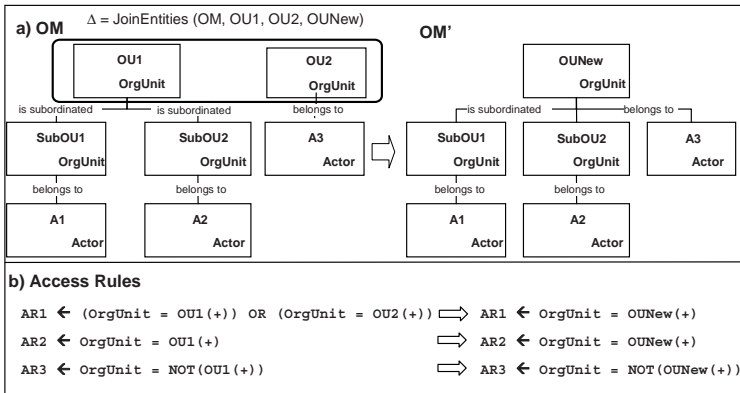 a) OM
Δ = JoinEntities (OM, OU1, OU2, OUNew)
OM’
OU1
OrgUnit
OU2
OrgUnit
OUNew
OrgUnit
is subordinated
is subordinated
belongs to
is subordinated
belongs to
SubOU1
OrgUnit
SubOU2
OrgUnit
A3
Actor
SubOU1
OrgUnit
SubOU2
OrgUnit
A3
Actor
belongs to
belongs to
belongs to
belongs to
A1
Actor
A2
Actor
A1
Actor
A2
Actor
b) Access Rules
AR1 ← (OrgUnit = OU1(+)) OR (OrgUnit = OU2(+)) ⇨ AR1 ← OrgUnit = OUNew(+)
AR2 ← OrgUnit = OU1(+) ⇨ AR2 ← OrgUnit = OUNew(+)
AR3 ← OrgUnit = NOT(OU1(+)) ⇨ AR3 ← OrgUnit = NOT(OUNew(+))